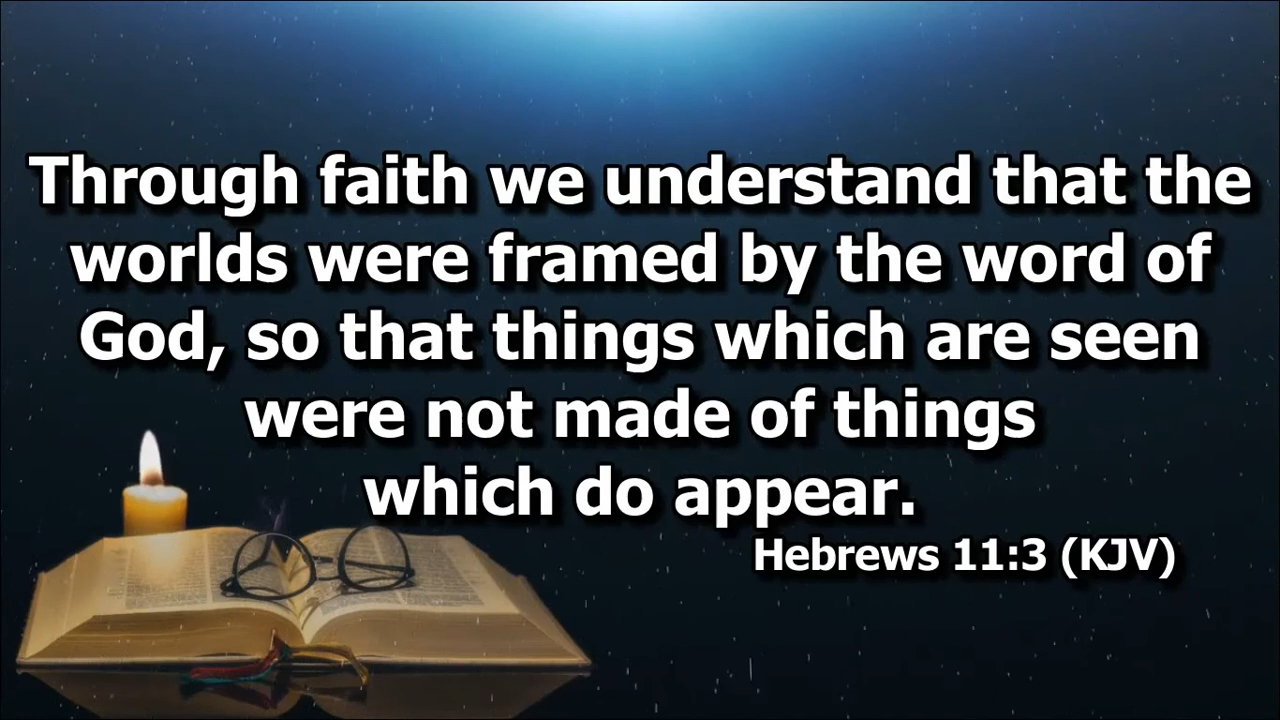 Through faith we understand that the
worlds were framed by the word of
God, so that things which are seen
were not made of things
which do appear.
Hebrews 11:3 (KJV)